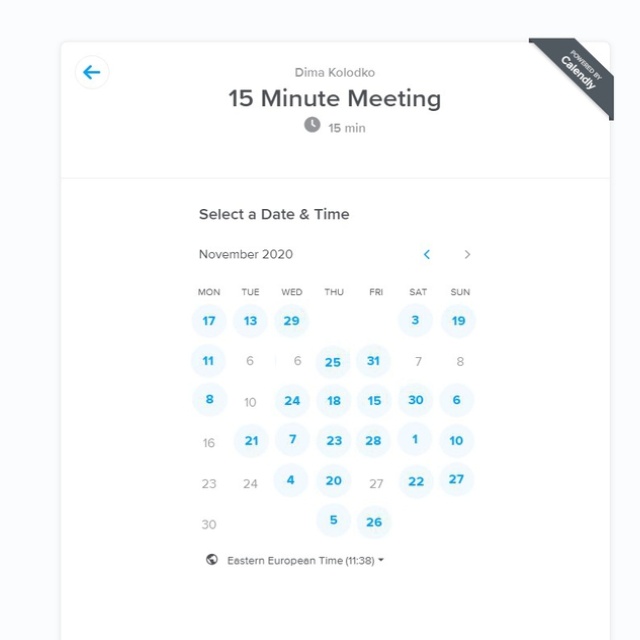 POWERED BY
Calendly
Dima Kolodko
15 Minute Meeting
15 min
Select a Date & Time
November 2020
MON TUE WED THU FRI SAT SUN
17 13 29 3 19
11 6 6 25 31 7 8
8 10 24 18 15 30 6
16 21 7 23 28 1 10
23 24 4 20 27 22 27
30 5 26
Eastern European Time (11:38)